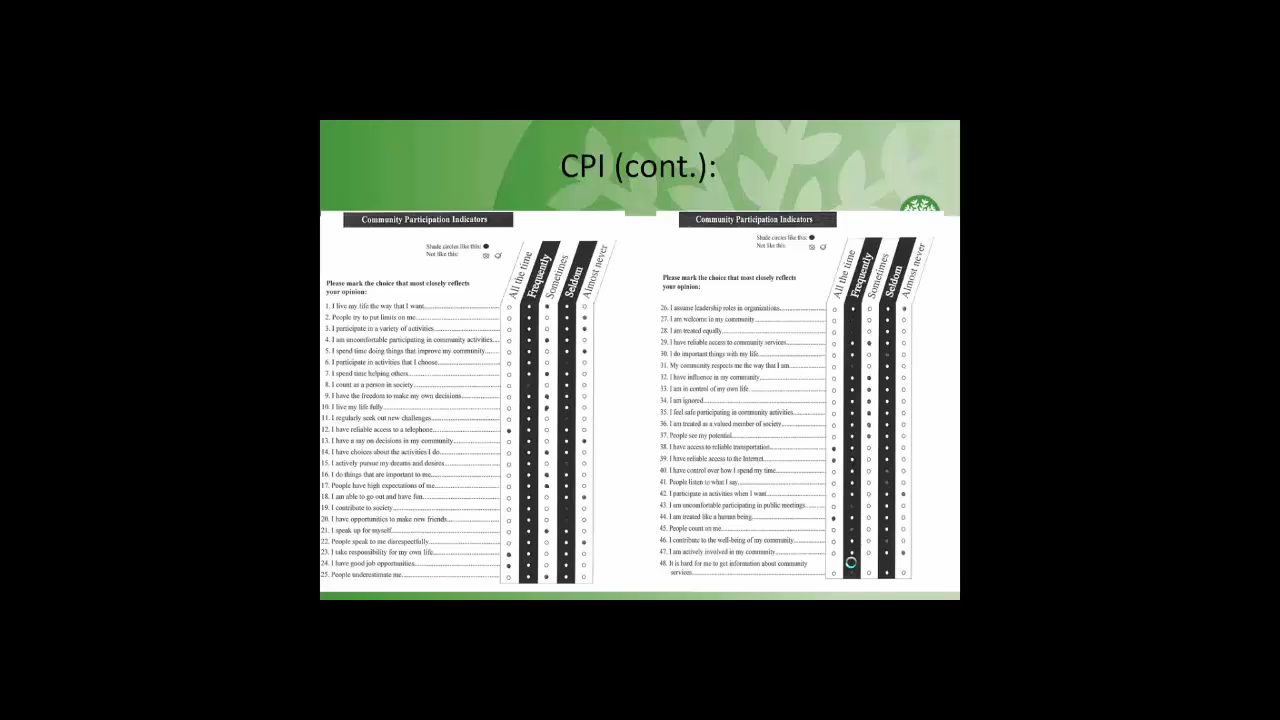 CPI (cont.):
Community Participation Indicators
Shade circles like this:
Not like this:
Please mark the choice that most closely reflects
your opinion:
All the time
Frequently
Sometimes
Seldom
Almost never
1. I live my life the way that I want
2. People try to put limits on me
3. I participate in a variety of activities
4. I am uncomfortable participating in community activities
5. I spend time doing things that improve my community
6. I participate in activities that I choose
7. I spend time helping others
8. I count as a person in society
9. I have the freedom to make my own decisions
10. I live my life fully
11. I regularly seek out new challenges
12. I have reliable access to a telephone
13. I have a say on decisions in my community
14. I have choices about the activities I do
15. I actively pursue my dreams and desires
16. I do things that are important to me
17. People have high expectations of me
18. I am able to go out and have fun
19. I contribute to society
20. I have opportunities to make new friends
21. I speak up for myself
22. People speak to me disrespectfully
23. I take responsibility for my own life
24. I have good job opportunities
25. People underestimate me
Community Participation Indicators
Shade circles like this:
Not like this:
Please mark the choice that most closely reflects
your opinion:
All the time
Frequently
Sometimes
Seldom
Almost never
26. I assume leadership roles in organizations
27. I am welcome in my community
28. I am treated equally
29. I have reliable access to community services
30. I do important things with my life
31. My community respects me the way that I am
32. I have influence in my community
33. I am in control of my own life
34. I am ignored
35. I feel safe participating in community activities
36. I am treated as a valued member of society
37. People see my potential
38. I have access to reliable transportation
39. I have reliable access to the Internet
40. I have control over how I spend my time
41. People listen to what I say
42. I participate in activities when I want
43. I am uncomfortable participating in public meetings
44. I am treated like a human being
45. People count on me
46. I contribute to the well-being of my community
47. I am actively involved in my community
48. It is hard for me to get information about community
services